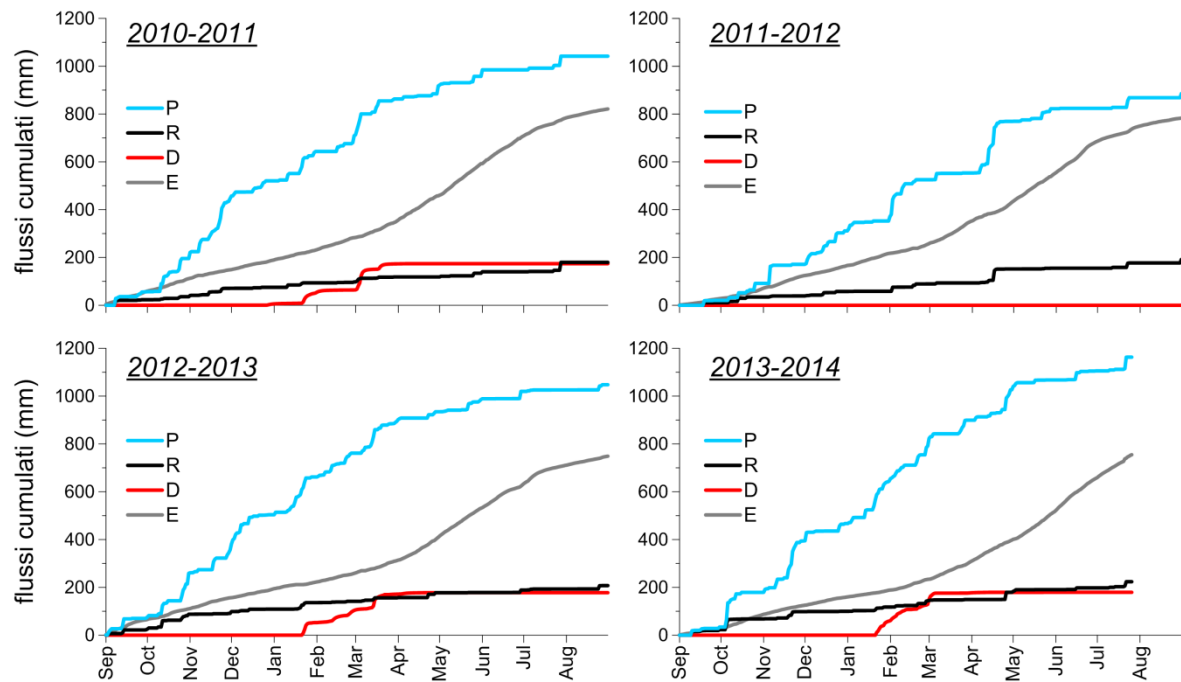 2010-2011
2011-2012
flussi cumulati (mm)
1200
1000
800
600
400
200
0
P
R
D
E
1200
1000
800
600
400
200
0
P
R
D
E
2012-2013
2013-2014
flussi cumulati (mm)
1200
1000
800
600
400
200
0
P
R
D
E
Sep Oct Nov Dec Jan Feb Mar Apr May Jun Jul Aug
1200
1000
800
600
400
200
0
P
R
D
E
Sep Oct Nov Dec Jan Feb Mar Apr May Jun Jul Aug